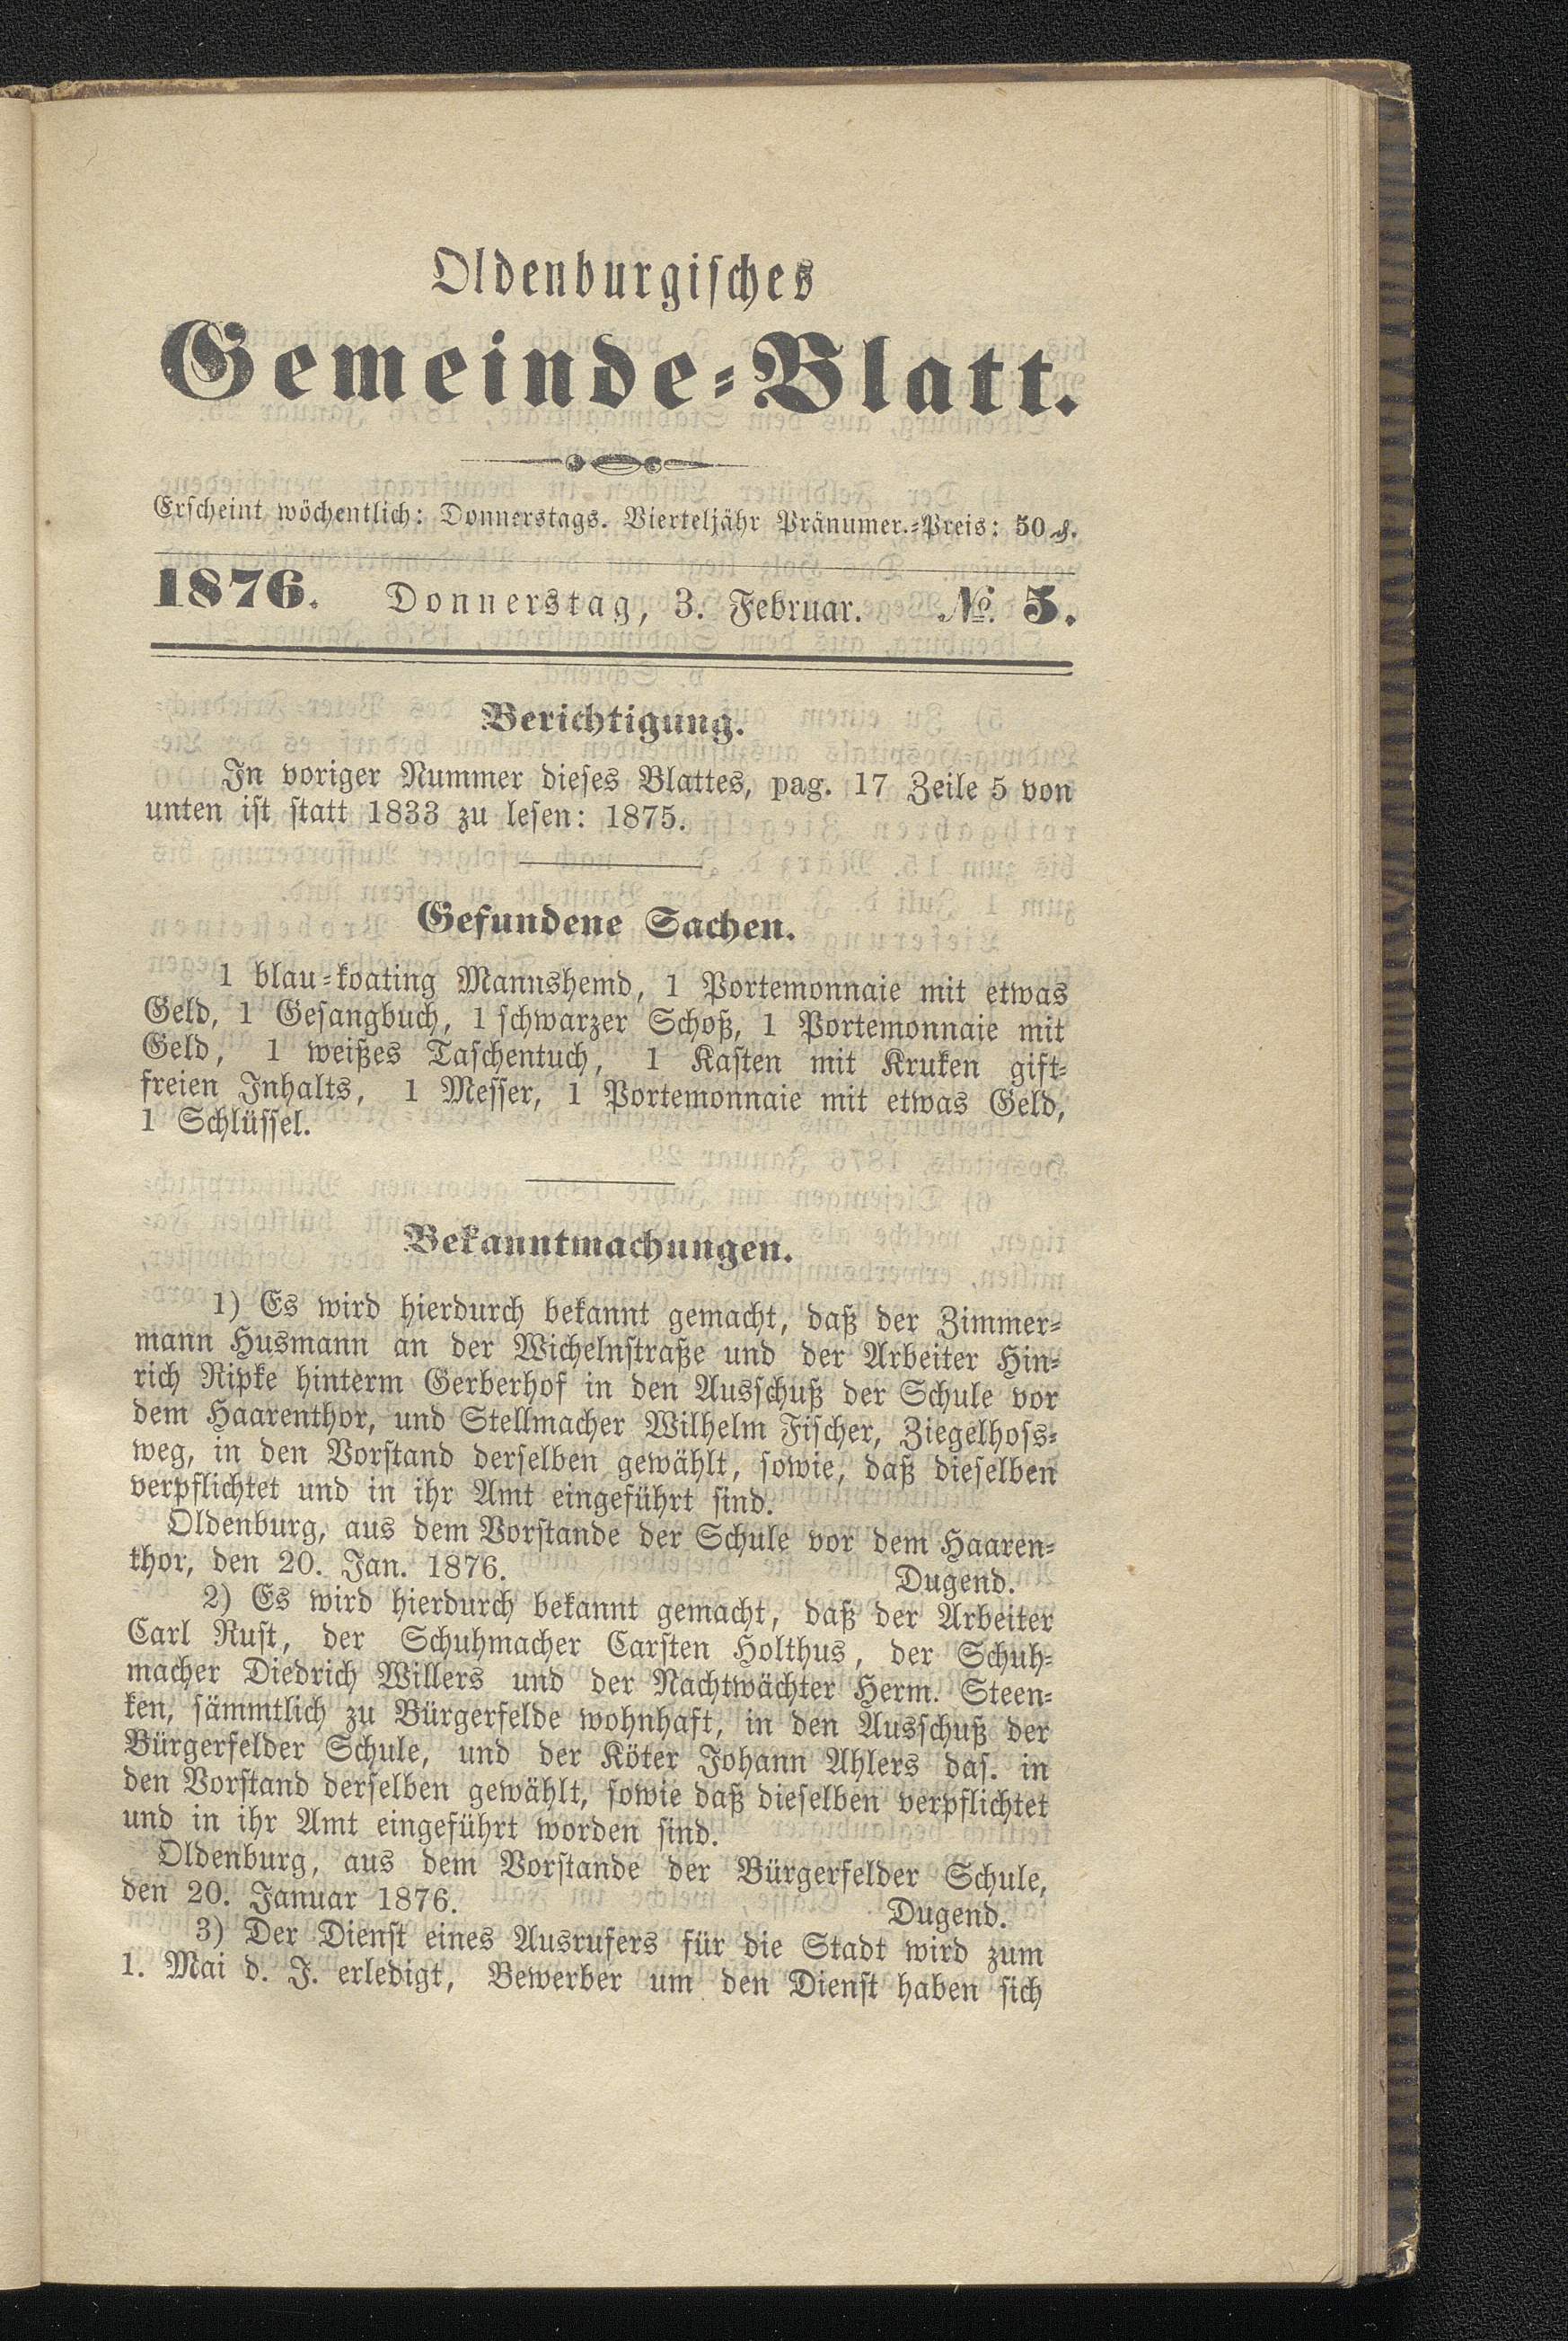 Oldenburgisches
Gemeinde-Blatt.
Erscheint wöchentlich: Donnerstags. Vierteljähr Pränumer.-Preis: 50 ₰.
1876. Donnerstag, 3. Februar. № 5.
Berichtigung.
In voriger Nummer dieses Blattes, pag. 17 Zeile 5 von
unten ist statt 1833 zu lesen: 1875.
Gefundene Sachen.
1 blau-koating Mannshemd, 1 Portemonnaie mit etwas
Geld, 1 Gesangbuch, 1 schwarzer Schoß, 1 Portemonnaie mit
Geld, 1 weißes Taschentuch, 1 Kasten mit Kruken gift-
freien Inhalts, 1 Messer, 1 Portemonnaie mit etwas Geld,
1 Schlüssel.
Bekanntmachungen.
1) Es wird hierdurch bekannt gemacht, daß der Zimmer-
mann Husmann an der Wichelnstraße und der Arbeiter Hin-
rich Ripke hinterm Gerberhof in den Ausschuß der Schule vor
dem Haarenthor, und Stellmacher Wilhelm Fischer, Ziegelhofs-
weg, in den Vorstand derselben gewählt, sowie, daß dieselben
verpflichtet und in ihr Amt eingeführt sind.
Oldenburg, aus dem Vorstande der Schule vor dem Haaren-
thor, den 20. Jan. 1876. Dugend.
2) Es wird hierdurch bekannt gemacht, daß der Arbeiter
Carl Rust, der Schuhmacher Carsten Holthus, der Schuh-
macher Diedrich Willers und der Nachtwächter Herm. Steen-
ken, sämmtlich zu Bürgerfelde wohnhaft, in den Ausschuß der
Bürgerfelder Schule, und der Köter Johann Ahlers das. in
den Vorstand derselben gewählt, sowie daß dieselben verpflichtet
und in ihr Amt eingeführt worden sind.
Oldenburg, aus dem Vorstande der Bürgerfelder Schule,
den 20. Januar 1876. Dugend.
3) Der Dienst eines Ausrufers für die Stadt wird zum
1. Mai d. J. erledigt, Bewerber um den Dienst haben sich